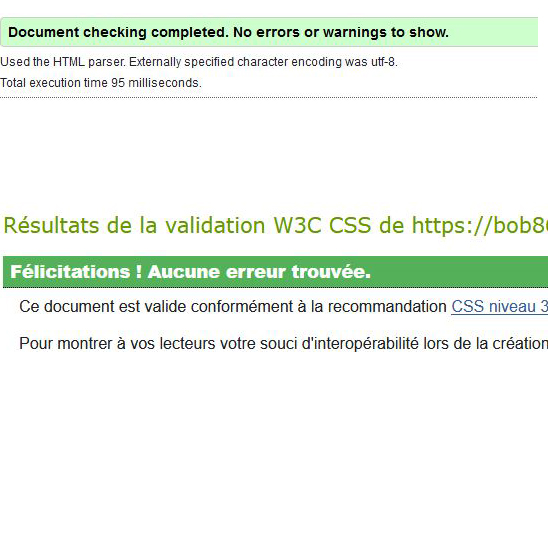 Document checking completed. No errors or warnings to show.
Used the HTML parser. Externally specified character encoding was utf-8.
Total execution time 95 milliseconds.
Résultats de la validation W3C CSS de https://bob8
Félicitations ! Aucune erreur trouvée.
Ce document est valide conformément à la recommandation CSS niveau 3
Pour montrer à vos lecteurs votre souci d'interopérabilité lors de la création